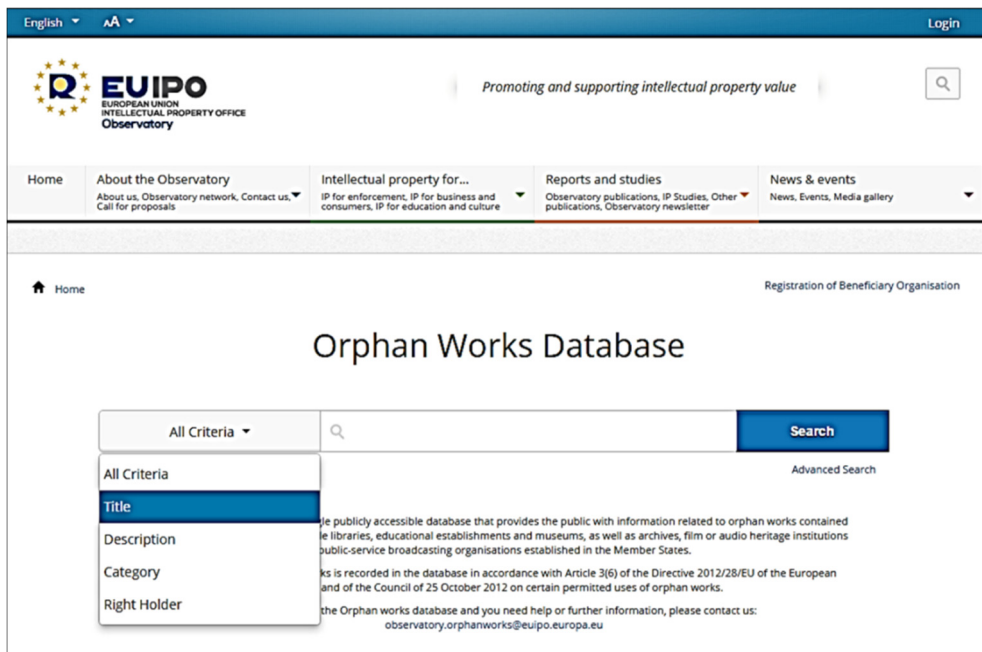 English AA Login
EUIPO
EUROPEAN UNION
INTELLECTUAL PROPERTY OFFICE
Observatory
Promoting and supporting intellectual property value
Home
About the Observatory
About us, Observatory network, Contact us,
Call for proposals
Intellectual property for...
IP for enforcement, IP for business and
consumers, IP for education and culture
Reports and studies
Observatory publications, IP Studies, Other
publications, Observatory newsletter
News & events
News, Events, Media gallery
Home
Registration of Beneficiary Organisation
Orphan Works Database
All Criteria
Search
Advanced Search
All Criteria
Title
Description
Category
Right Holder
publicly accessible database that provides the public with information related to orphan works contained
libraries, educational establishments and museums, as well as archives, film or audio heritage institutions
public-service broadcasting organisations established in the Member States.
is recorded in the database in accordance with Article 3(6) of the Directive 2012/28/EU of the European
and of the Council of 25 October 2012 on certain permitted uses of orphan works.
the Orphan works database and you need help or further information, please contact us:
observatory.orphanworks@euipo.europa.eu